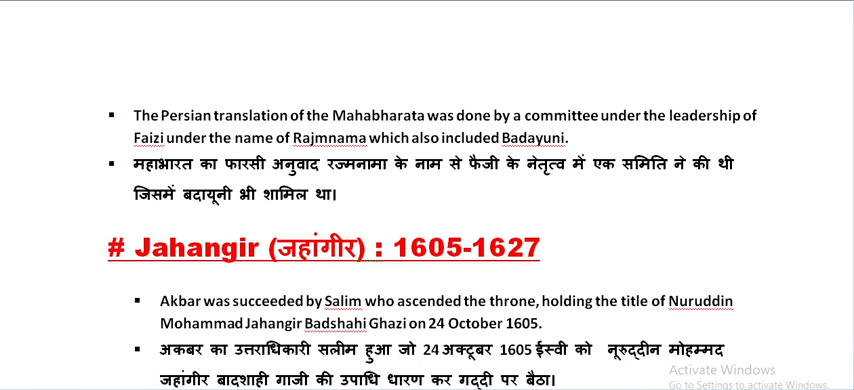 ▪ The Persian translation of the Mahabharata was done by a committee under the leadership of
Faizi under the name of Rajmnama which also included Badayuni.
▪ महाभारत का फारसी अनुवाद रज्मनामा के नाम से फैजी के नेतृत्व में एक समिति ने की थी
जिसमें बदायूनी भी शामिल था।
# Jahangir (जहांगीर) : 1605-1627
▪ Akbar was succeeded by Salim who ascended the throne, holding the title of Nuruddin
Mohammad Jahangir Badshahi Ghazi on 24 October 1605.
▪ अकबर का उत्तराधिकारी सलीम हुआ जो 24 अक्टूबर 1605 ईस्वी को नूरुद्दीन मोहम्मद
जहांगीर बादशाही गाजी की उपाधि धारण कर गद्दी पर बैठा।
Activate Windows
Go to Settings to activate Windows.